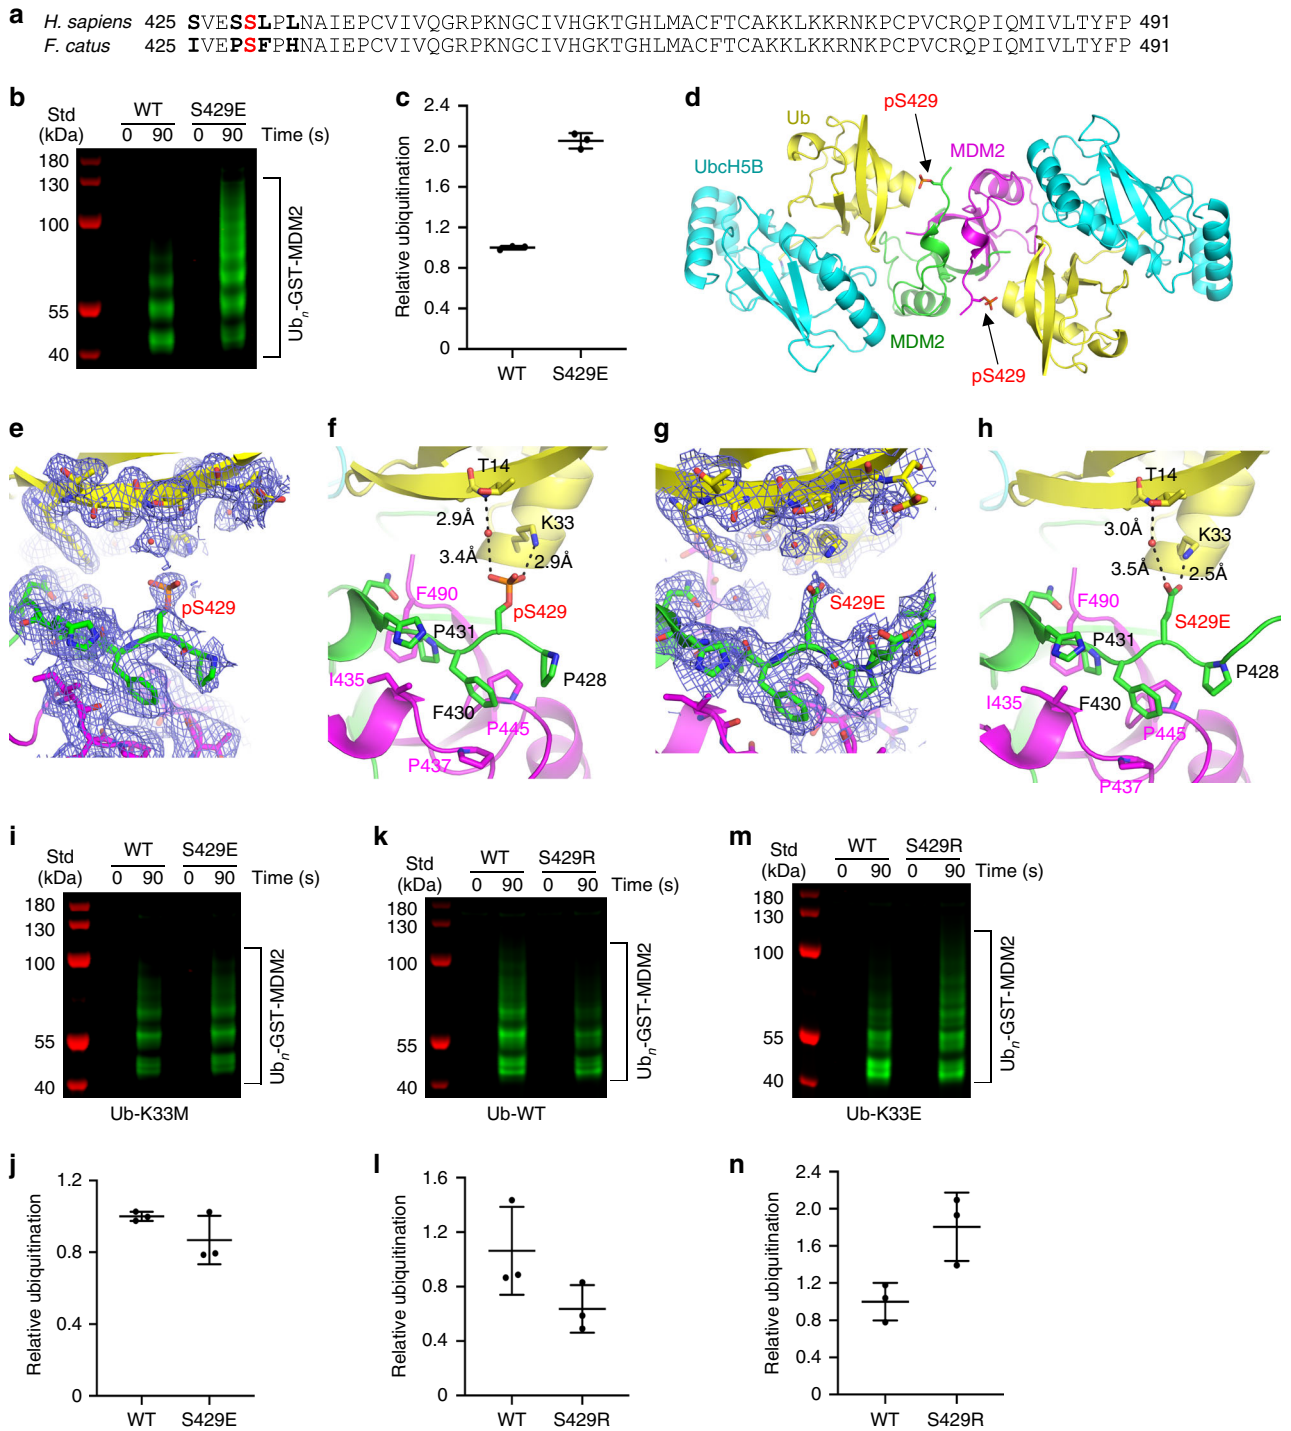 a
H. sapiens 425 SVESSLPLNAIEPCVIVQGRPKNGCIVHGKTGHLMACFTCAKKLKKRNKPCPVCRQPIQMIVLTYFP 491
F. catus 425 IVEPSFPHNAIEPCVIVQGRPKNGCIVHGKTGHLMACFTCAKKLKKRNKPCPVCRQPIQMIVLTYFP 491
b
Std
(kDa)
WT S429E
0 90 0 90 Time (s)
180
130
100
55
40
Ubn-GST-MDM2
c
Relative ubiquitination
2.4
2.0
1.6
1.2
0.8
0.4
0
WT S429E
d
pS429
Ub
MDM2
UbcH5B
MDM2
pS429
e
pS429
f
T14
2.9Å
K33
3.4Å
2.9Å
F490
pS429
P431
P428
I435
F430
P445
P437
g
S429E
h
T14
3.0Å
K33
3.5Å
2.5Å
F490
S429E
P431
P428
I435
F430
P445
P437
i
Std
(kDa)
WT S429E
0 90 0 90 Time (s)
180
130
100
55
40
Ubn-GST-MDM2
Ub-K33M
k
Std
(kDa)
WT S429R
0 90 0 90 Time (s)
180
130
100
55
40
Ubn-GST-MDM2
Ub-WT
m
Std
(kDa)
WT S429R
0 90 0 90 Time (s)
180
130
100
55
40
Ubn-GST-MDM2
Ub-K33E
j
Relative ubiquitination
1.2
0.8
0.4
0
WT S429E
l
Relative ubiquitination
1.6
1.2
0.8
0.4
0
WT S429R
n
Relative ubiquitination
2.4
2.0
1.6
1.2
0.8
0.4
0
WT S429R